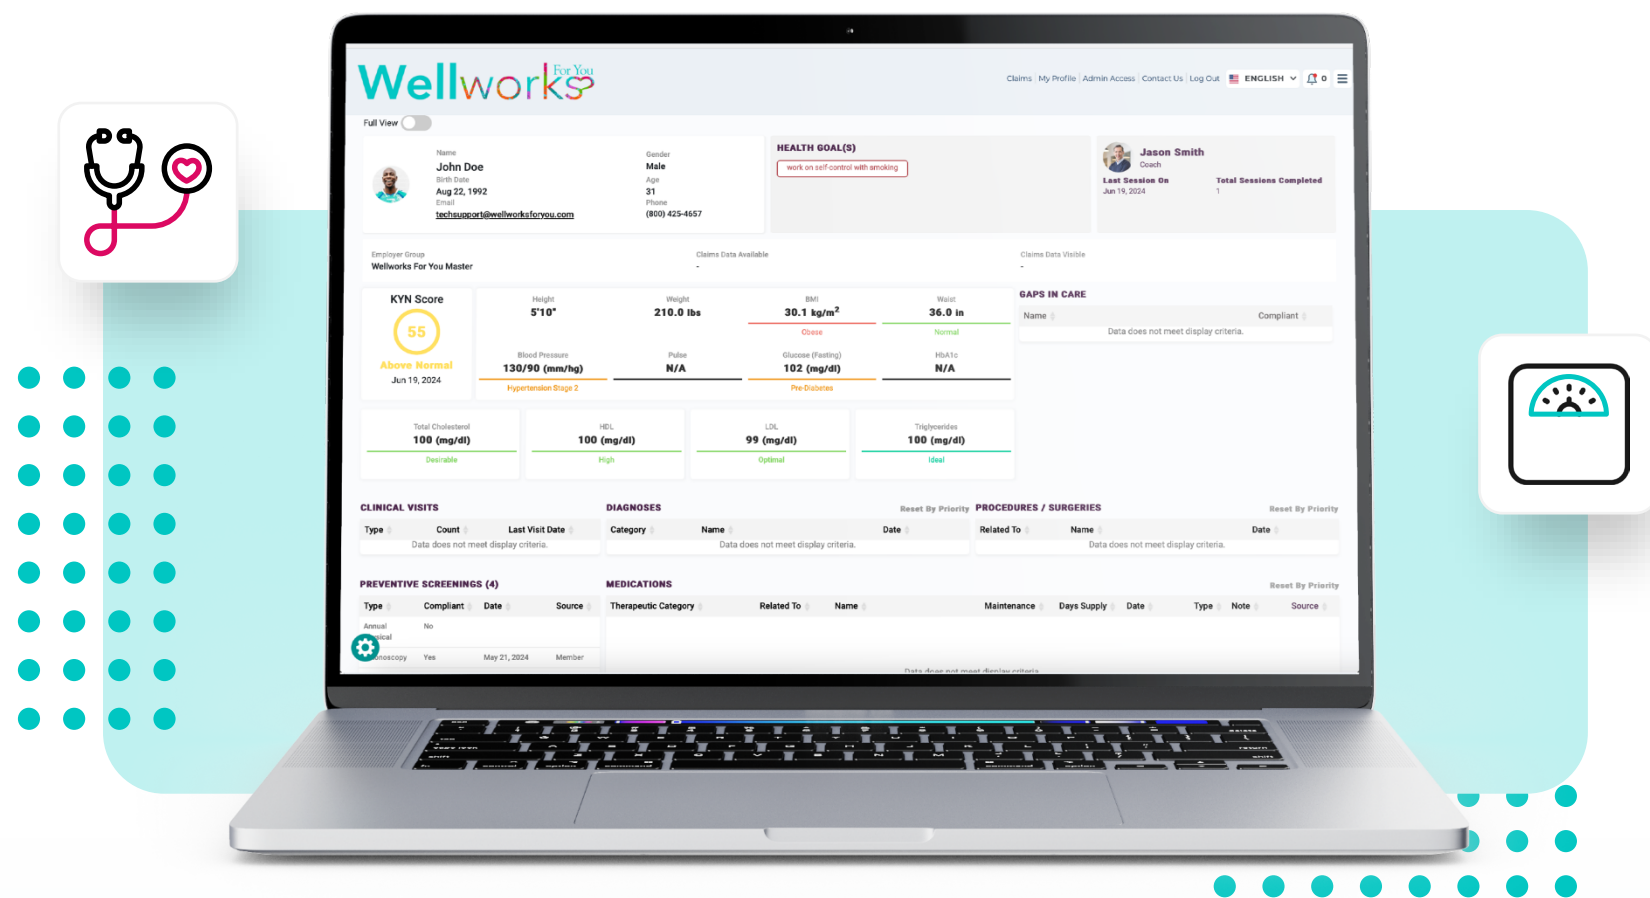 Wellworks For You
Claims My Profile Admin Access Contact Us Log Out ENGLISH 0
Full View
Name
John Doe
Birth Date
Aug 22, 1992
Email
techsupport@wellworksforyou.com
Gender
Male
Age
31
Phone
(800) 425-4657
HEALTH GOAL(S)
work on self-control with smoking
Jason Smith
Coach
Last Session On
Jun 19, 2024
Total Sessions Completed
1
Employer Group
Wellworks For You Master
Claims Data Available
-
Claims Data Visible
-
KYN Score
55
Above Normal
Jun 19, 2024
Height
5'10"
Weight
210.0 lbs
BMI
30.1 kg/m²
Obese
Waist
36.0 in
Normal
Blood Pressure
130/90 (mm/hg)
Hypertension Stage 2
Pulse
N/A
Glucose (Fasting)
102 (mg/dl)
Pre-Diabetes
HbA1c
N/A
GAPS IN CARE
Name Compliant
Data does not meet display criteria.
Total Cholesterol
100 (mg/dl)
Desirable
HDL
100 (mg/dl)
High
LDL
99 (mg/dl)
Optimal
Triglycerides
100 (mg/dl)
Ideal
CLINICAL VISITS
Type Count Last Visit Date
Data does not meet display criteria.
DIAGNOSES Reset By Priority
Category Name Date
Data does not meet display criteria.
PROCEDURES / SURGERIES Reset By Priority
Related To Name Date
Data does not meet display criteria.
PREVENTIVE SCREENINGS (4)
Type Compliant Date Source
Annual No
Yes May 21, 2024 Member
MEDICATIONS Reset By Priority
Therapeutic Category Related To Name Maintenance Days Supply Date Type Note Source
Data does not meet display criteria